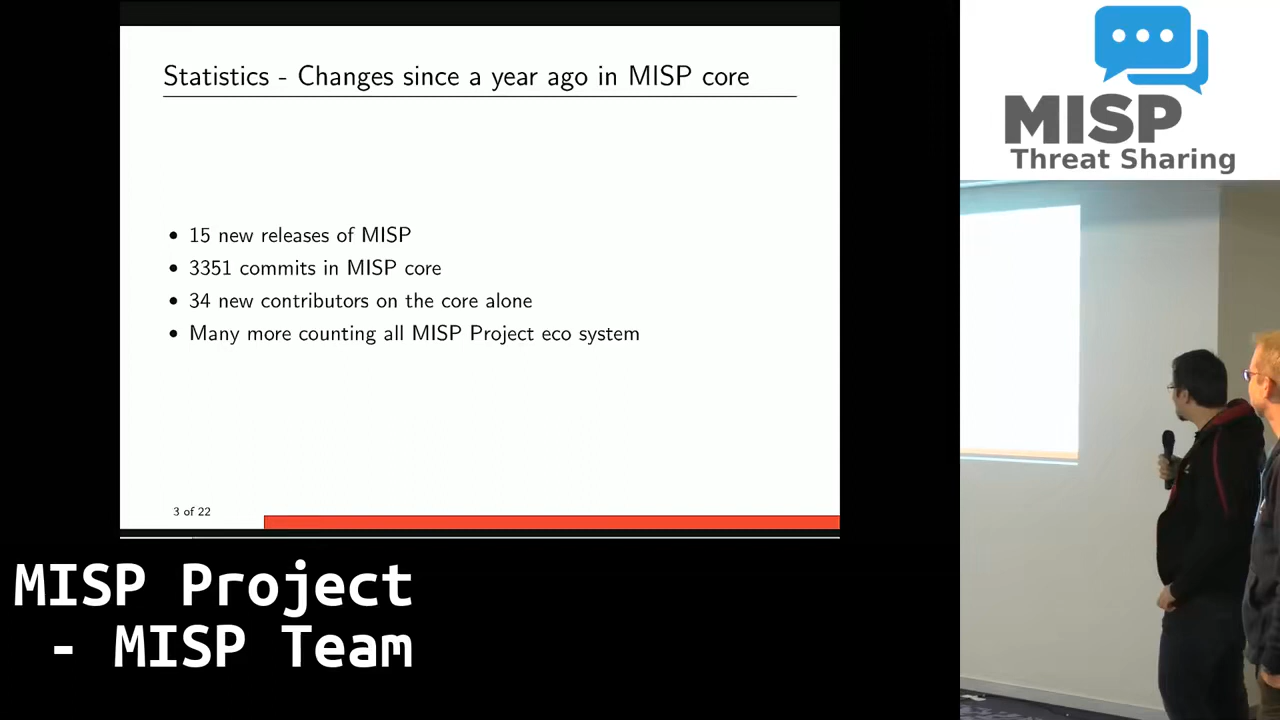 Statistics - Changes since a year ago in MISP core
• 15 new releases of MISP
• 3351 commits in MISP core
• 34 new contributors on the core alone
• Many more counting all MISP Project eco system
3 of 22
MISP
Threat Sharing
MISP Project
- MISP Team